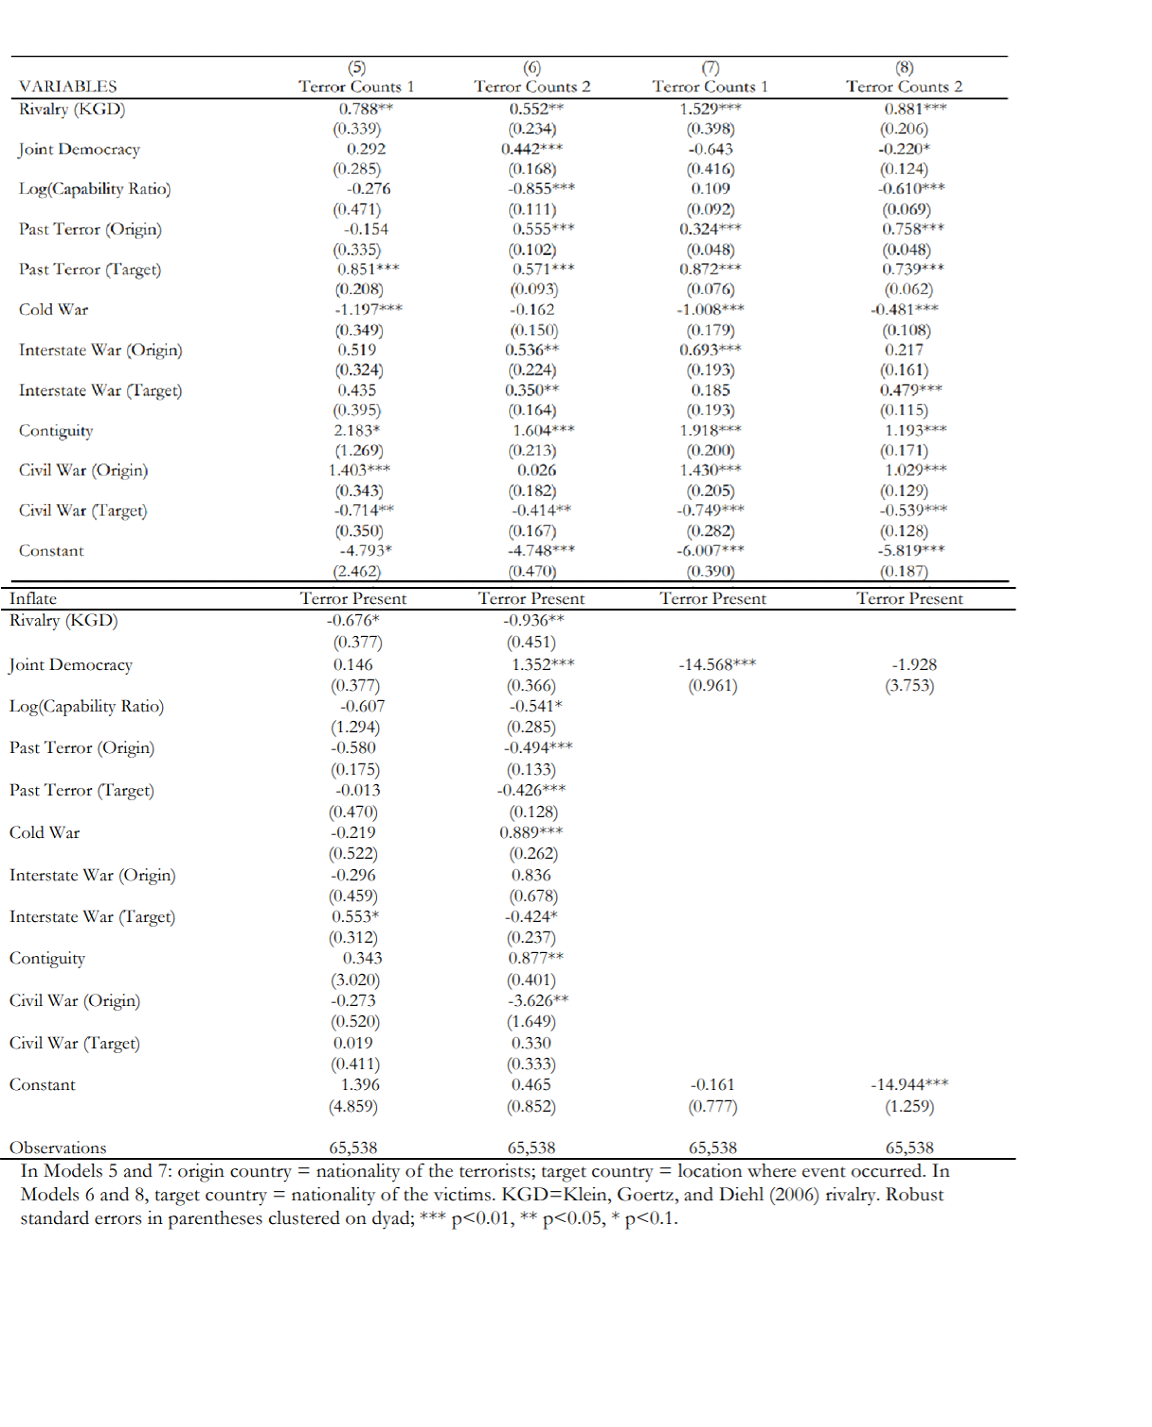 (5) (6) (7) (8)
VARIABLES Terror Counts 1 Terror Counts 2 Terror Counts 1 Terror Counts 2
Rivalry (KGD) 0.788** 0.552** 1.529*** 0.881***
(0.339) (0.234) (0.398) (0.206)
Joint Democracy 0.292 0.442*** -0.643 -0.220*
(0.285) (0.168) (0.416) (0.124)
Log(Capability Ratio) -0.276 -0.855*** 0.109 -0.610***
(0.471) (0.111) (0.092) (0.069)
Past Terror (Origin) -0.154 0.555*** 0.324*** 0.758***
(0.335) (0.102) (0.048) (0.048)
Past Terror (Target) 0.851*** 0.571*** 0.872*** 0.739***
(0.208) (0.093) (0.076) (0.062)
Cold War -1.197*** -0.162 -1.008*** -0.481***
(0.349) (0.150) (0.179) (0.108)
Interstate War (Origin) 0.519 0.536** 0.693*** 0.217
(0.324) (0.224) (0.193) (0.161)
Interstate War (Target) 0.435 0.350** 0.185 0.479***
(0.395) (0.164) (0.193) (0.115)
Contiguity 2.183* 1.604*** 1.918*** 1.193***
(1.269) (0.213) (0.200) (0.171)
Civil War (Origin) 1.403*** 0.026 1.430*** 1.029***
(0.343) (0.182) (0.205) (0.129)
Civil War (Target) -0.714** -0.414** -0.749*** -0.539***
(0.350) (0.167) (0.282) (0.128)
Constant -4.793* -4.748*** -6.007*** -5.819***
(2.462) (0.470) (0.390) (0.187)
Inflate Terror Present Terror Present Terror Present Terror Present
Rivalry (KGD) -0.676* -0.936**
(0.377) (0.451)
Joint Democracy 0.146 1.352*** -14.568*** -1.928
(0.377) (0.366) (0.961) (3.753)
Log(Capability Ratio) -0.607 -0.541*
(1.294) (0.285)
Past Terror (Origin) -0.580 -0.494***
(0.175) (0.133)
Past Terror (Target) -0.013 -0.426***
(0.470) (0.128)
Cold War -0.219 0.889***
(0.522) (0.262)
Interstate War (Origin) -0.296 0.836
(0.459) (0.678)
Interstate War (Target) 0.553* -0.424*
(0.312) (0.237)
Contiguity 0.343 0.877**
(3.020) (0.401)
Civil War (Origin) -0.273 -3.626**
(0.520) (1.649)
Civil War (Target) 0.019 0.330
(0.411) (0.333)
Constant 1.396 0.465 -0.161 -14.944***
(4.859) (0.852) (0.777) (1.259)
Observations 65,538 65,538 65,538 65,538
In Models 5 and 7: origin country = nationality of the terrorists; target country = location where event occurred. In
Models 6 and 8, target country = nationality of the victims. KGD=Klein, Goertz, and Diehl (2006) rivalry. Robust
standard errors in parentheses clustered on dyad; *** p<0.01, ** p<0.05, * p<0.1.